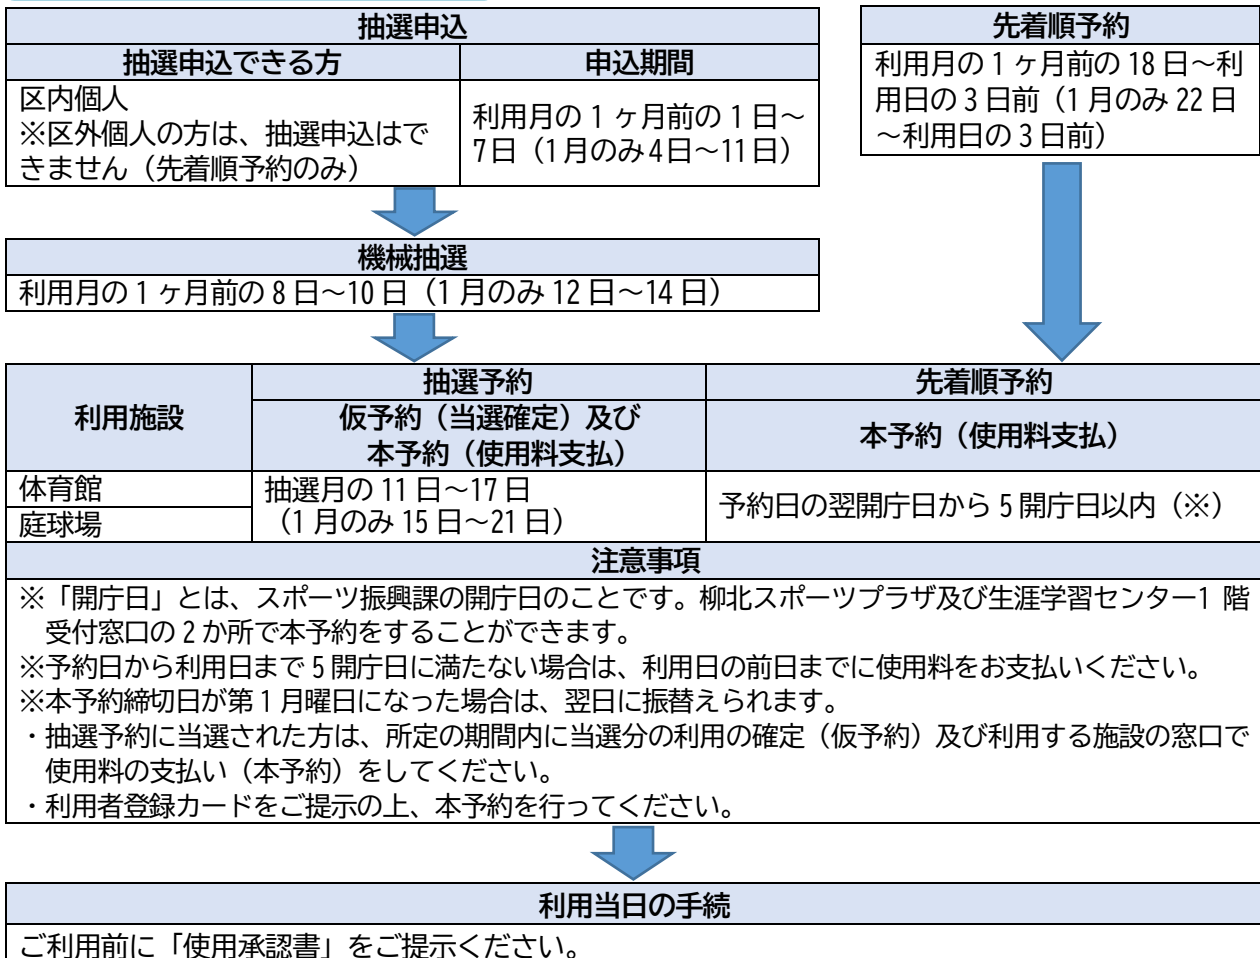 抽選申込
抽選申込できる方
申込期間
区内個人
※区外個人の方は、抽選申込はで
きません（先着順予約のみ）
利用月の1ヶ月前の1日～
7日（1月のみ4日～11日）
先着順予約
利用月の1ヶ月前の18日～利
用日の3日前（1月のみ22日
～利用日の3日前）
機械抽選
利用月の1ヶ月前の8日～10日（1月のみ12日～14日）
利用施設
抽選予約
先着順予約
仮予約（当選確定）及び
本予約（使用料支払）
本予約（使用料支払）
体育館
庭球場
抽選月の11日～17日
（1月のみ15日～21日）
予約日の翌開庁日から5開庁日以内（※）
注意事項
※「開庁日」とは、スポーツ振興課の開庁日のことです。柳北スポーツプラザ及び生涯学習センター1 階
受付窓口の2か所で本予約をすることができます。
※予約日から利用日まで5開庁日に満たない場合は、利用日の前日までに使用料をお支払いください。
※本予約締切日が第1月曜日になった場合は、翌日に振替えられます。
・抽選予約に当選された方は、所定の期間内に当選分の利用の確定（仮予約）及び利用する施設の窓口で
使用料の支払い（本予約）をしてください。
・利用者登録カードをご提示の上、本予約を行ってください。
利用当日の手続
ご利用前に「使用承認書」をご提示ください。